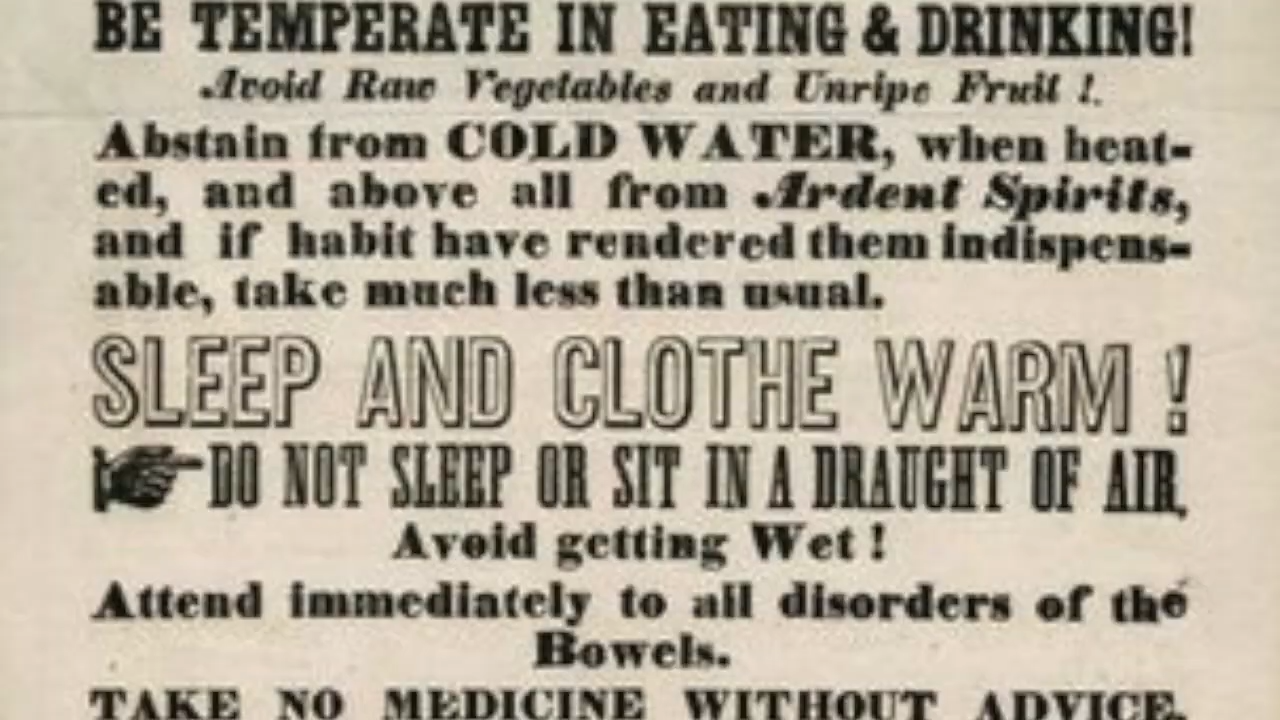 BE TEMPERATE IN EATING & DRINKING!
Avoid Raw Vegetables and Unripe Fruit !.
Abstain from COLD WATER, when heat-
ed, and above all from Ardent Spirits,
and if habit have rendered them indispens-
able, take much less than usual.
SLEEP AND CLOTHE WARM !
DO NOT SLEEP OR SIT IN A DRAUGHT OF AIR,
Avoid getting Wet !
Attend immediately to all disorders of the
Bowels.
TAKE NO MEDICINE WITHOUT ADVICE.